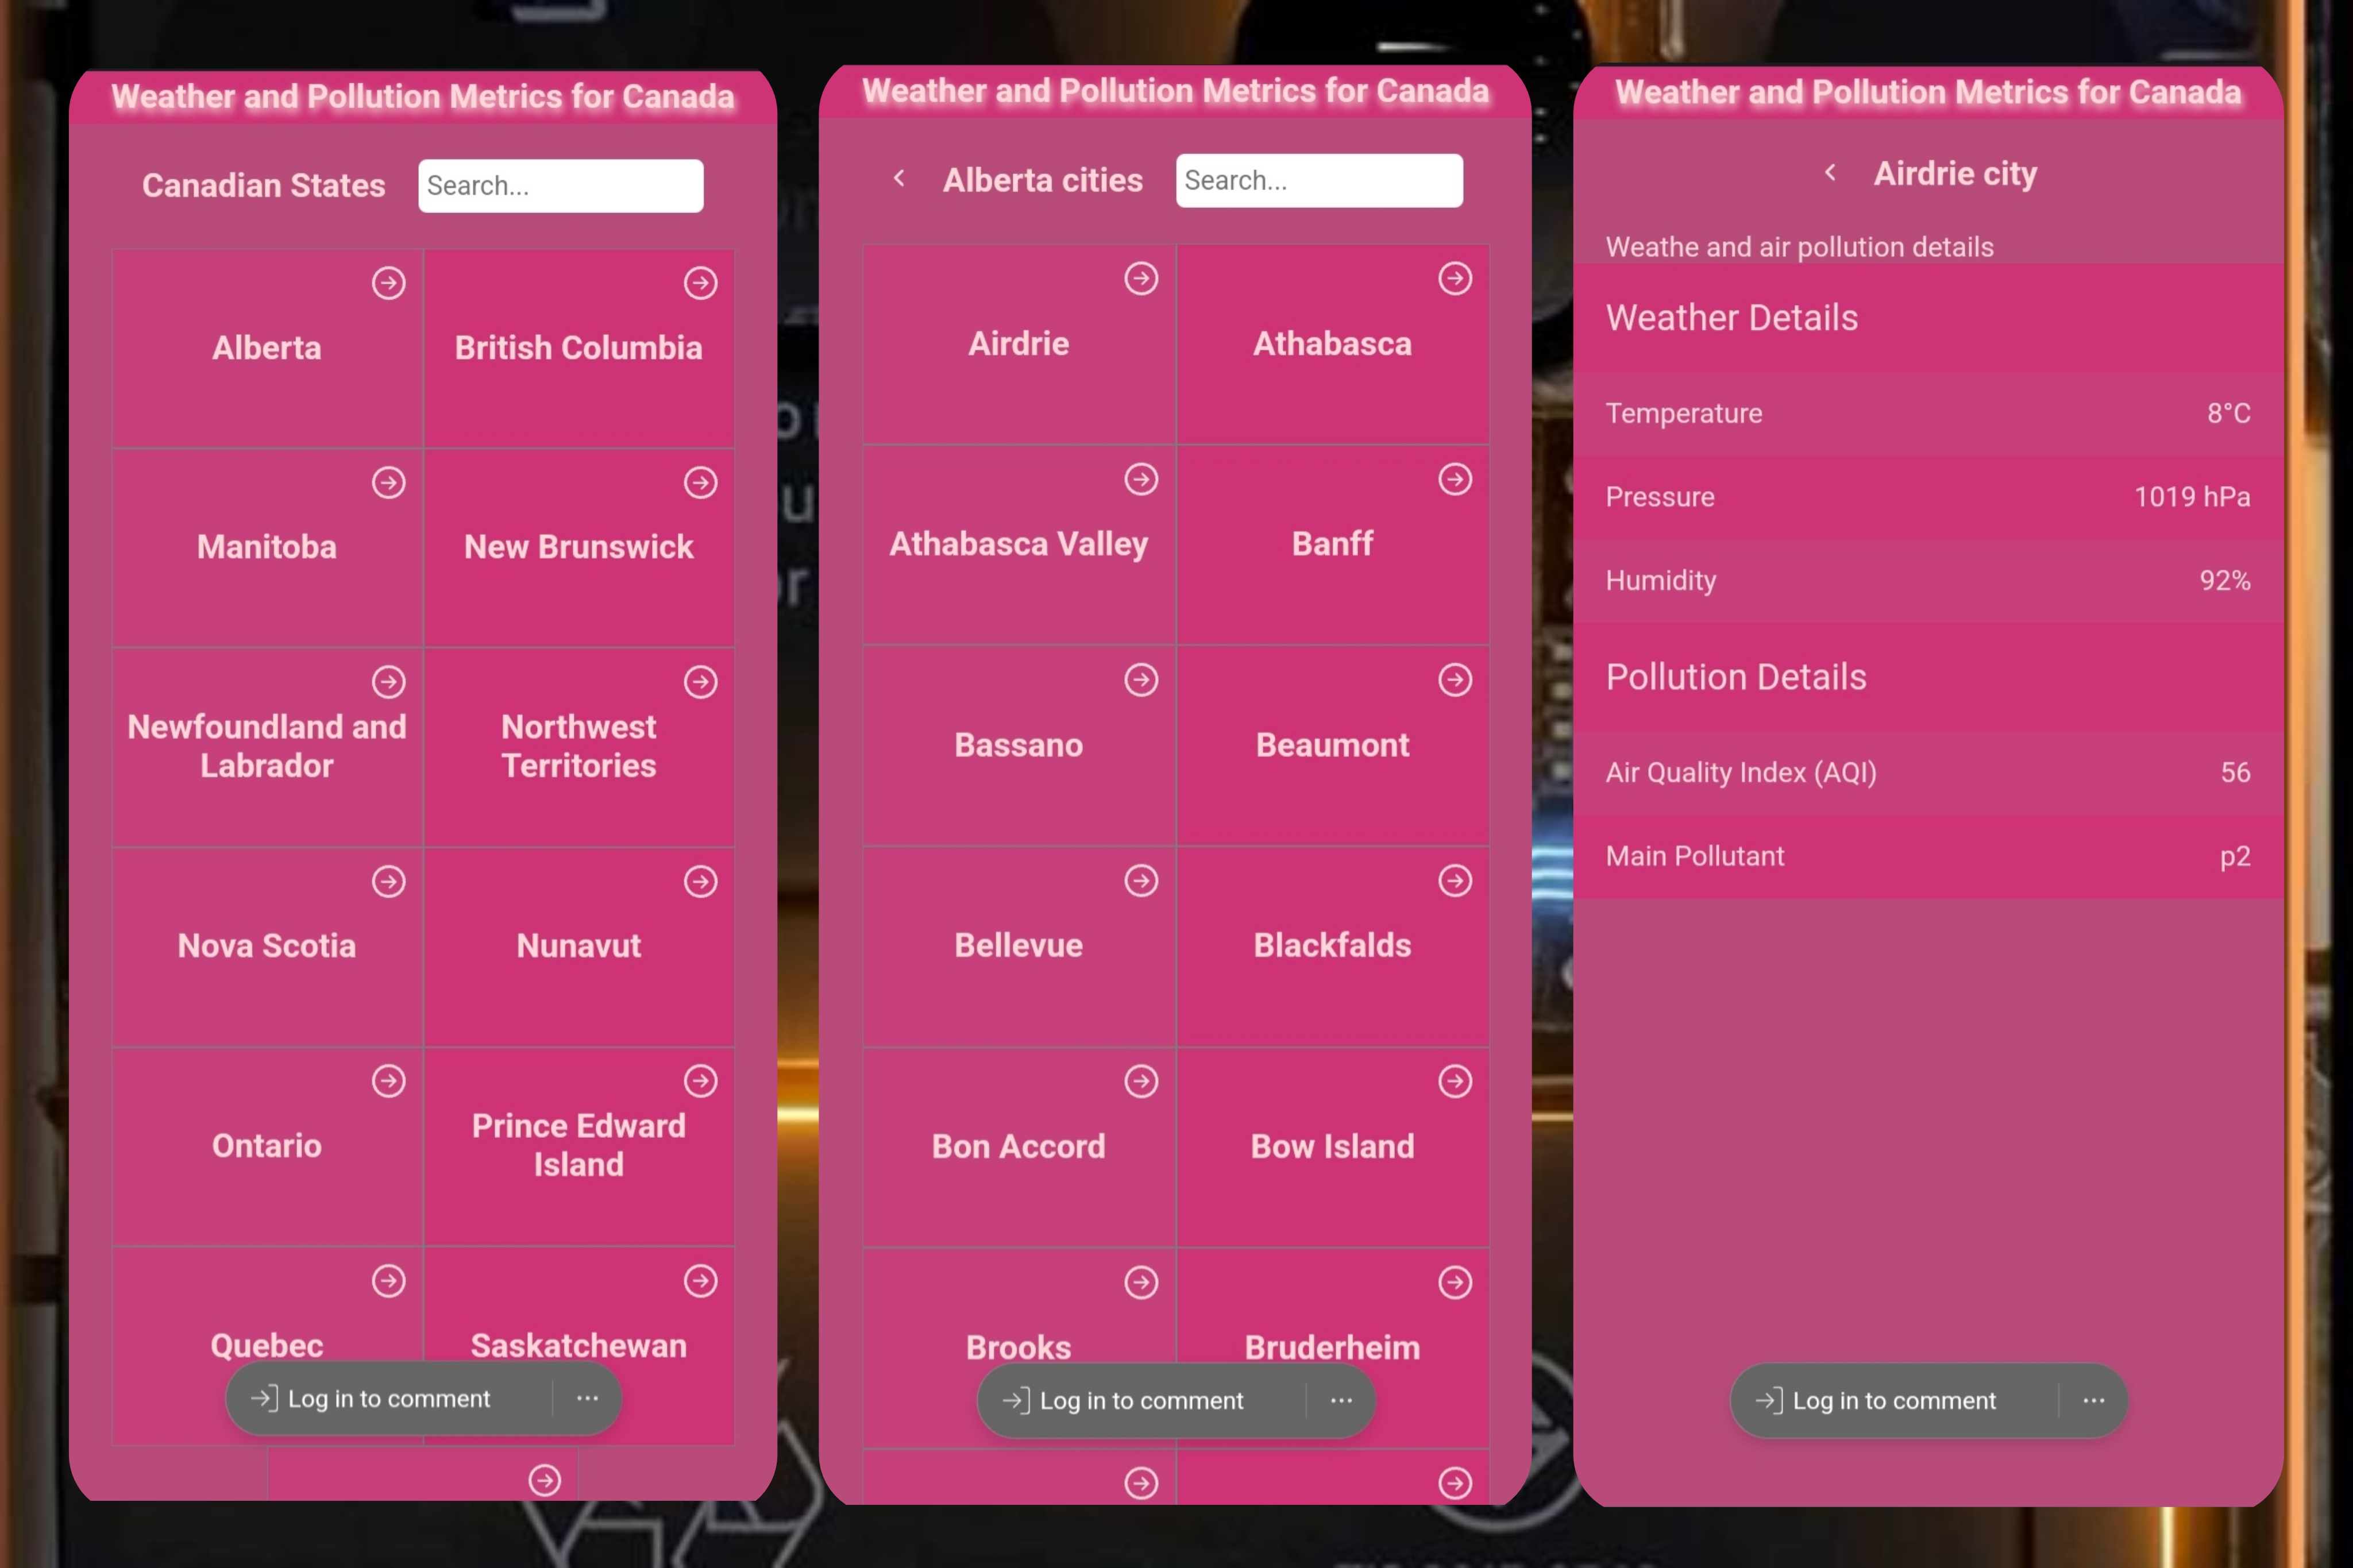 Weather and Pollution Metrics for Canada
Canadian States
Search...
Alberta
British Columbia
Manitoba
New Brunswick
Newfoundland and
Labrador
Northwest
Territories
Nova Scotia
Nunavut
Ontario
Prince Edward
Island
Quebec
Saskatchewan
Log in to comment
Weather and Pollution Metrics for Canada
Alberta cities
Search...
Airdrie
Athabasca
Athabasca Valley
Banff
Bassano
Beaumont
Bellevue
Blackfalds
Bon Accord
Bow Island
Brooks
Bruderheim
Log in to comment
Weather and Pollution Metrics for Canada
Airdrie city
Weathe and air pollution details
Weather Details
Temperature 8°C
Pressure 1019 hPa
Humidity 92%
Pollution Details
Air Quality Index (AQI) 56
Main Pollutant p2
Log in to comment